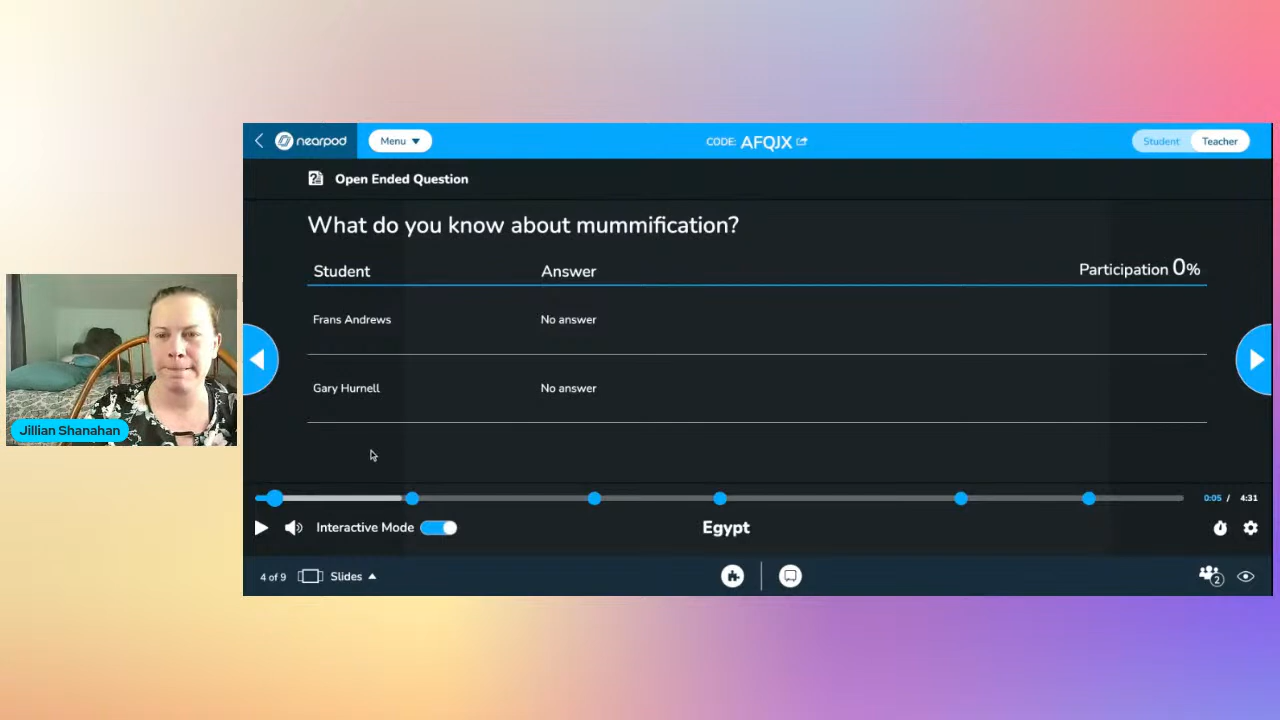 nearpod Menu CODE: AFQJX Student Teacher
Open Ended Question
What do you know about mummification?
Student Answer Participation 0%
Frans Andrews No answer
Gary Hurnell No answer
Jillian Shanahan
0:05 / 4:31
Interactive Mode Egypt
4 of 9 Slides 2